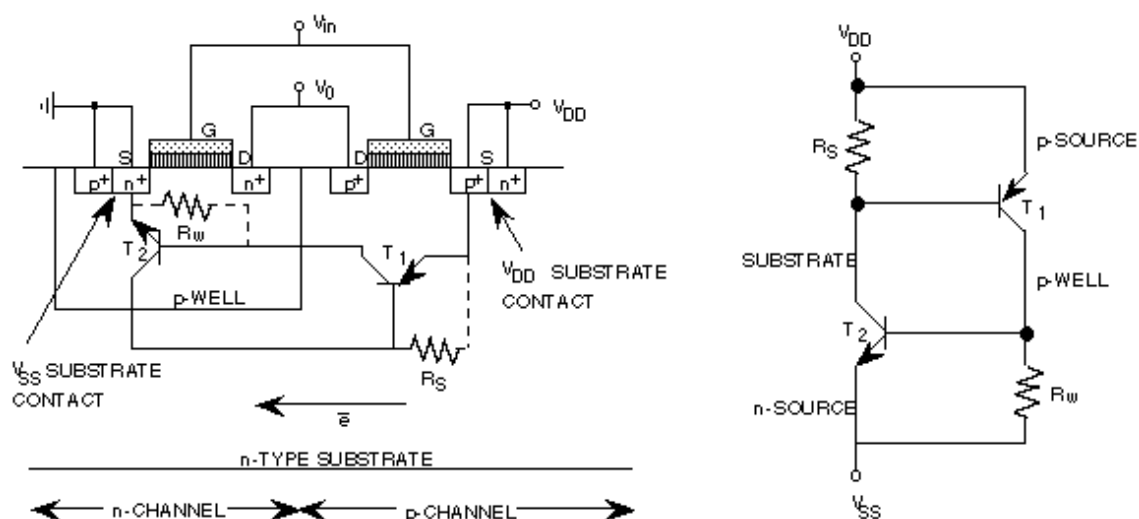 Vin
V0
VDD
G
G
S
D
D
S
p+
n+
n+
p+
p+
n+
Rw
T2
T1
p-WELL
VDD SUBSTRATE
CONTACT
RS
VSS SUBSTRATE
CONTACT
e̅
n-TYPE SUBSTRATE
n-CHANNEL
p-CHANNEL
VDD
RS
p-SOURCE
T1
SUBSTRATE
p-WELL
T2
n-SOURCE
Rw
VSS